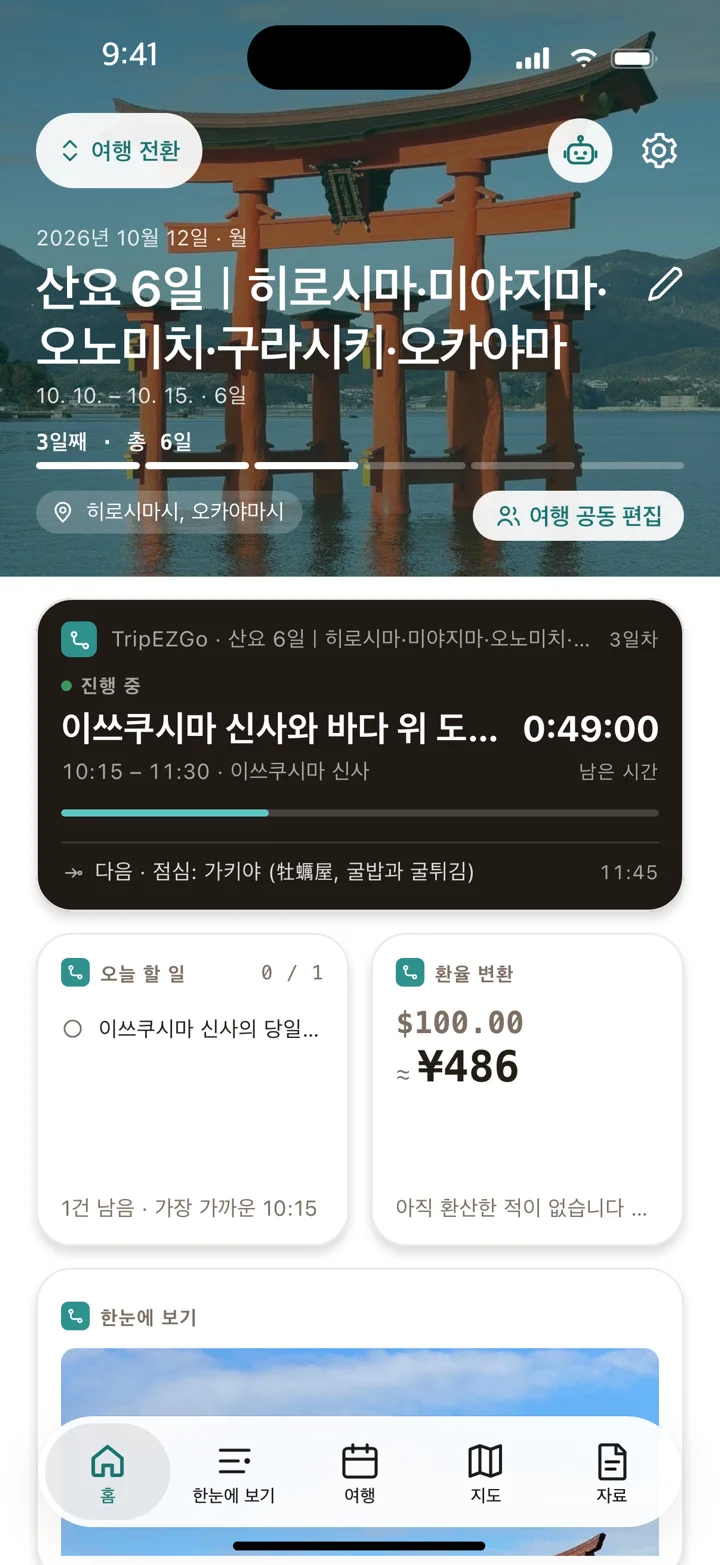 9:41
여행 전환
2026년 10월 12일 · 월
산요 6일 | 히로시마·미야지마·
오노미치·구라시키·오카야마
10. 10. – 10. 15. · 6일
3일째 · 총 6일
히로시마시, 오카야마시
여행 공동 편집
TripEZGo · 산요 6일 | 히로시마·미야지마·오노미치·... 3일차
진행 중
이쓰쿠시마 신사와 바다 위 도... 0:49:00
10:15 – 11:30 · 이쓰쿠시마 신사 남은 시간
다음 · 점심: 가키야 (牡蠣屋, 굴밥과 굴튀김) 11:45
오늘 할 일 0 / 1
이쓰쿠시마 신사의 당일...
1건 남음 · 가장 가까운 10:15
환율 변환
$100.00
≈ ¥486
아직 환산한 적이 없습니다 ...
한눈에 보기
홈
한눈에 보기
여행
지도
자료